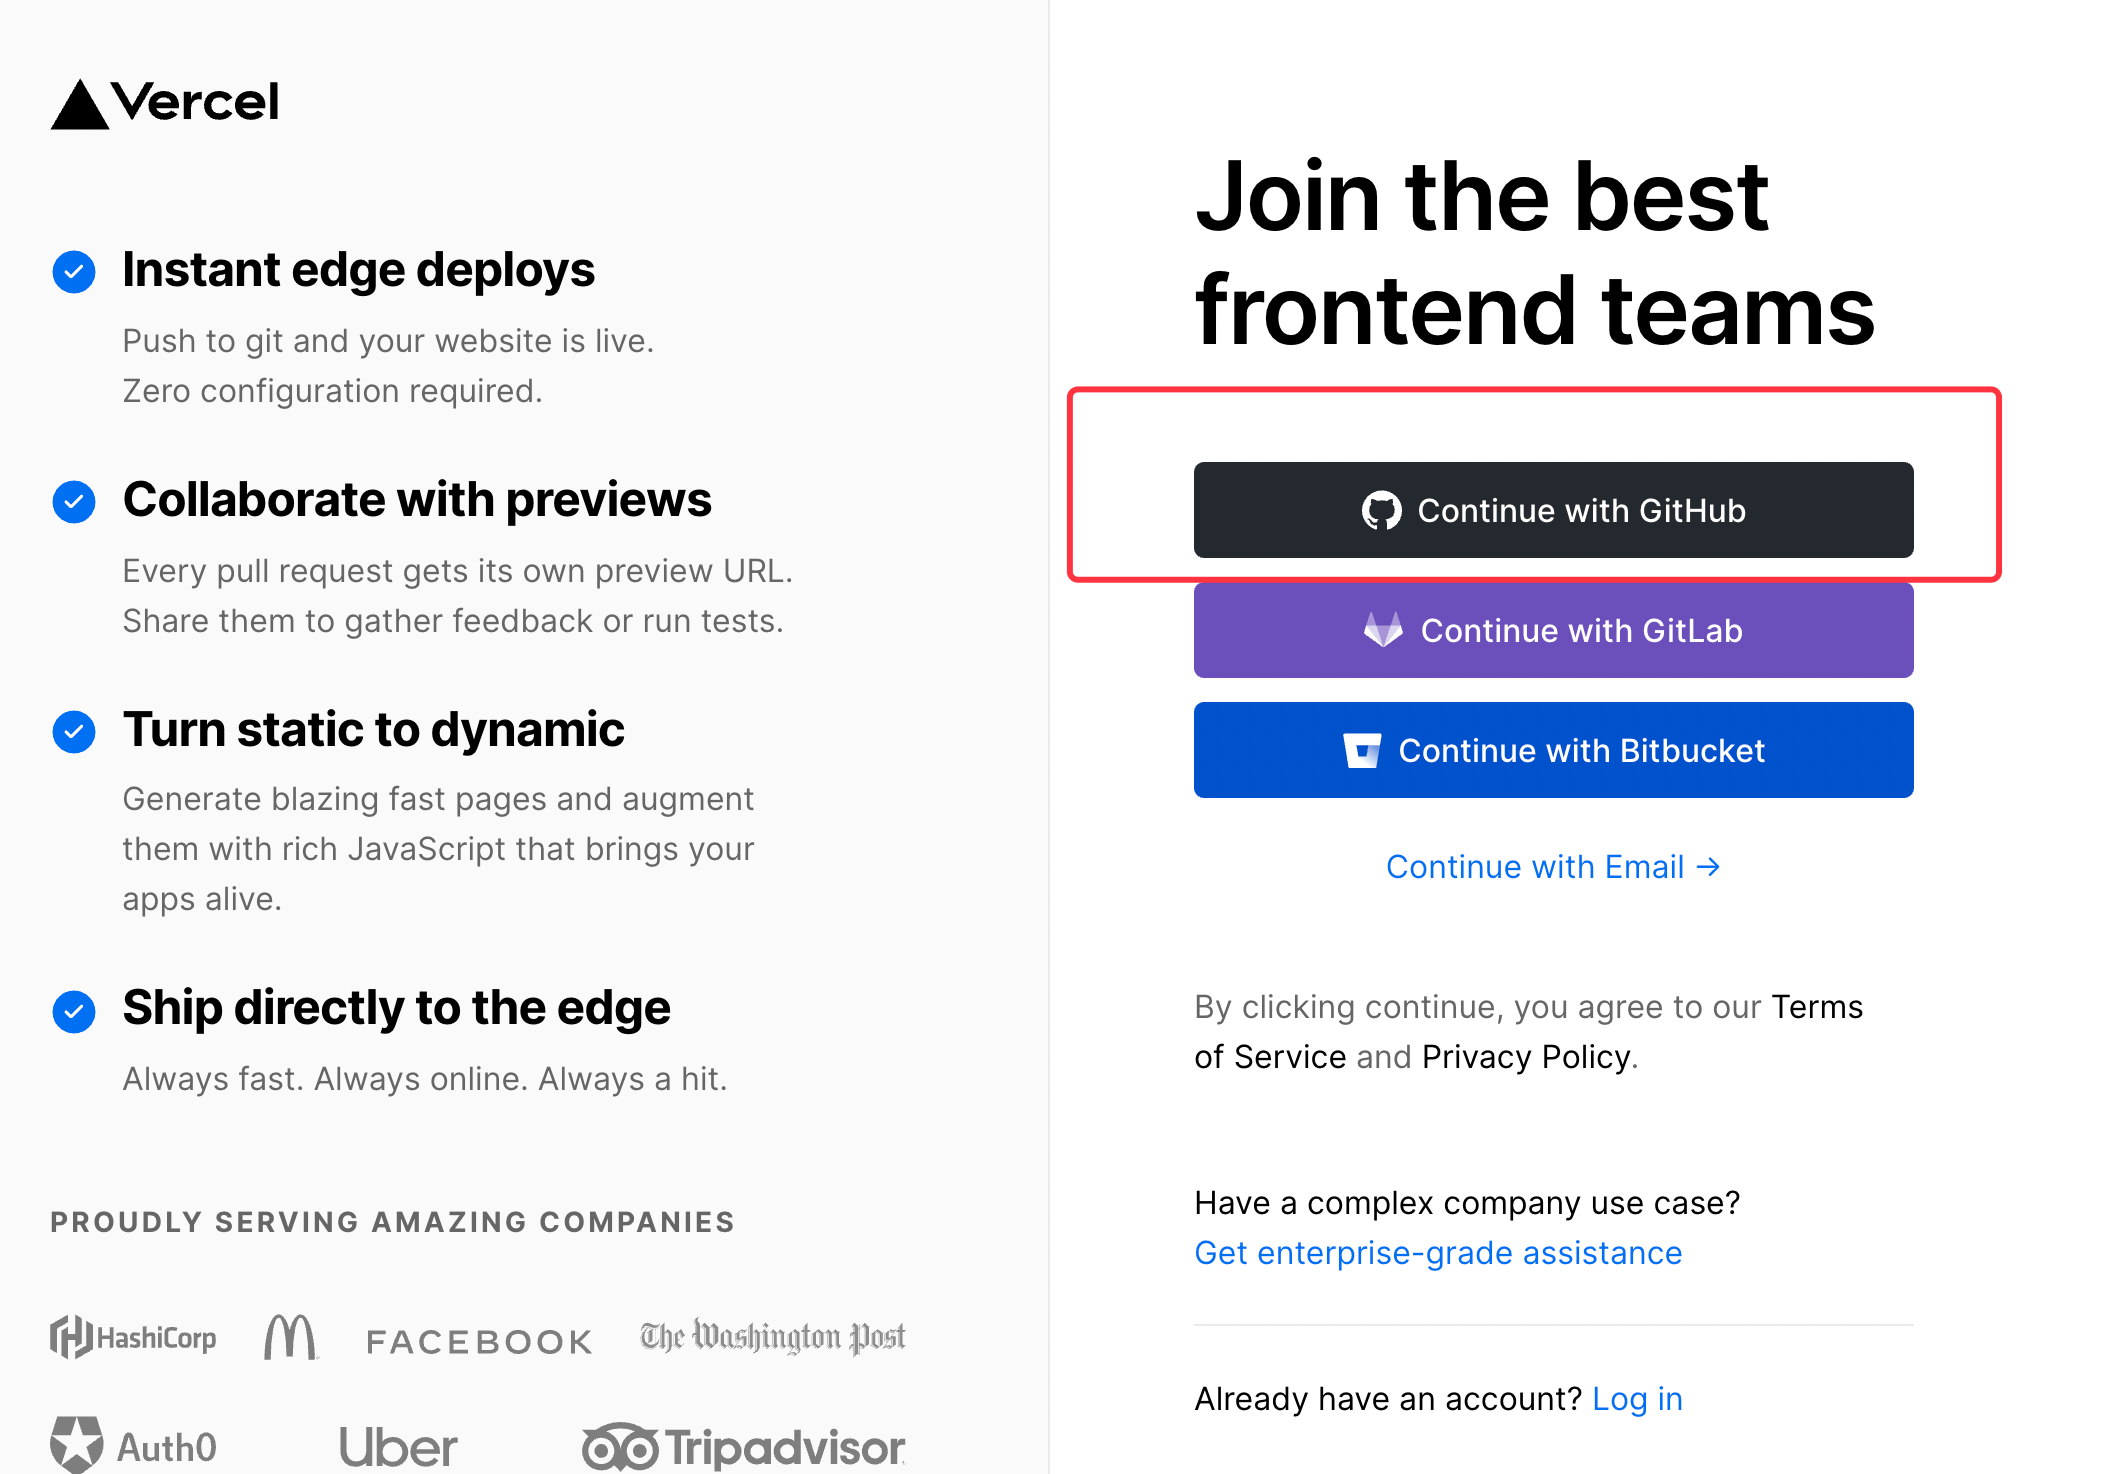 Vercel
Instant edge deploys
Push to git and your website is live.
Zero configuration required.
Collaborate with previews
Every pull request gets its own preview URL.
Share them to gather feedback or run tests.
Turn static to dynamic
Generate blazing fast pages and augment
them with rich JavaScript that brings your
apps alive.
Ship directly to the edge
Always fast. Always online. Always a hit.
PROUDLY SERVING AMAZING COMPANIES
HashiCorp
FACEBOOK
The Washington Post
Auth0
Uber
Tripadvisor
Join the best
frontend teams
Continue with GitHub
Continue with GitLab
Continue with Bitbucket
Continue with Email →
By clicking continue, you agree to our Terms
of Service and Privacy Policy.
Have a complex company use case?
Get enterprise-grade assistance
Already have an account? Log in